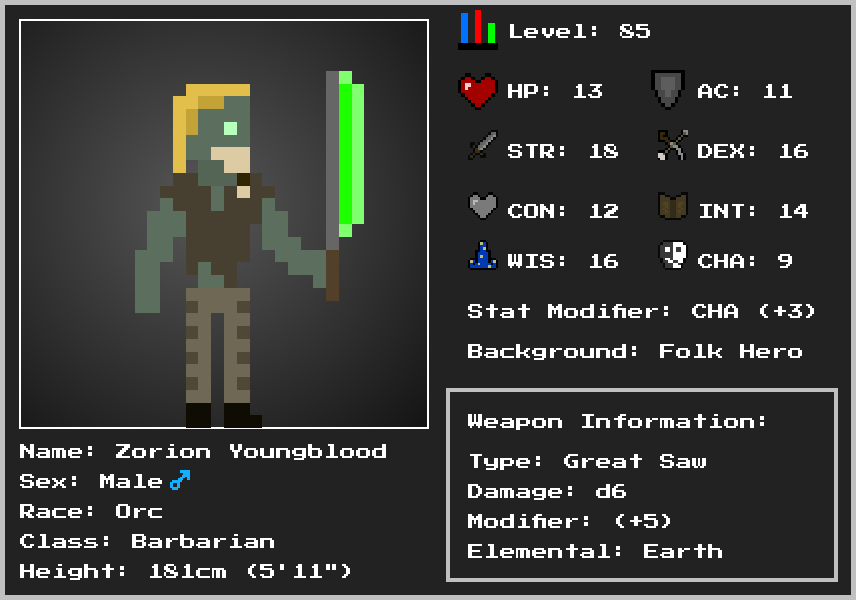 Level: 85
HP: 13
AC: 11
STR: 18
DEX: 16
CON: 12
INT: 14
WIS: 16
CHA: 9
Stat Modifier: CHA (+3)
Background: Folk Hero
Weapon Information:
Type: Great Saw
Damage: d6
Modifier: (+5)
Elemental: Earth
Name: Zorion Youngblood
Sex: Male♂
Race: Orc
Class: Barbarian
Height: 181cm (5'11")